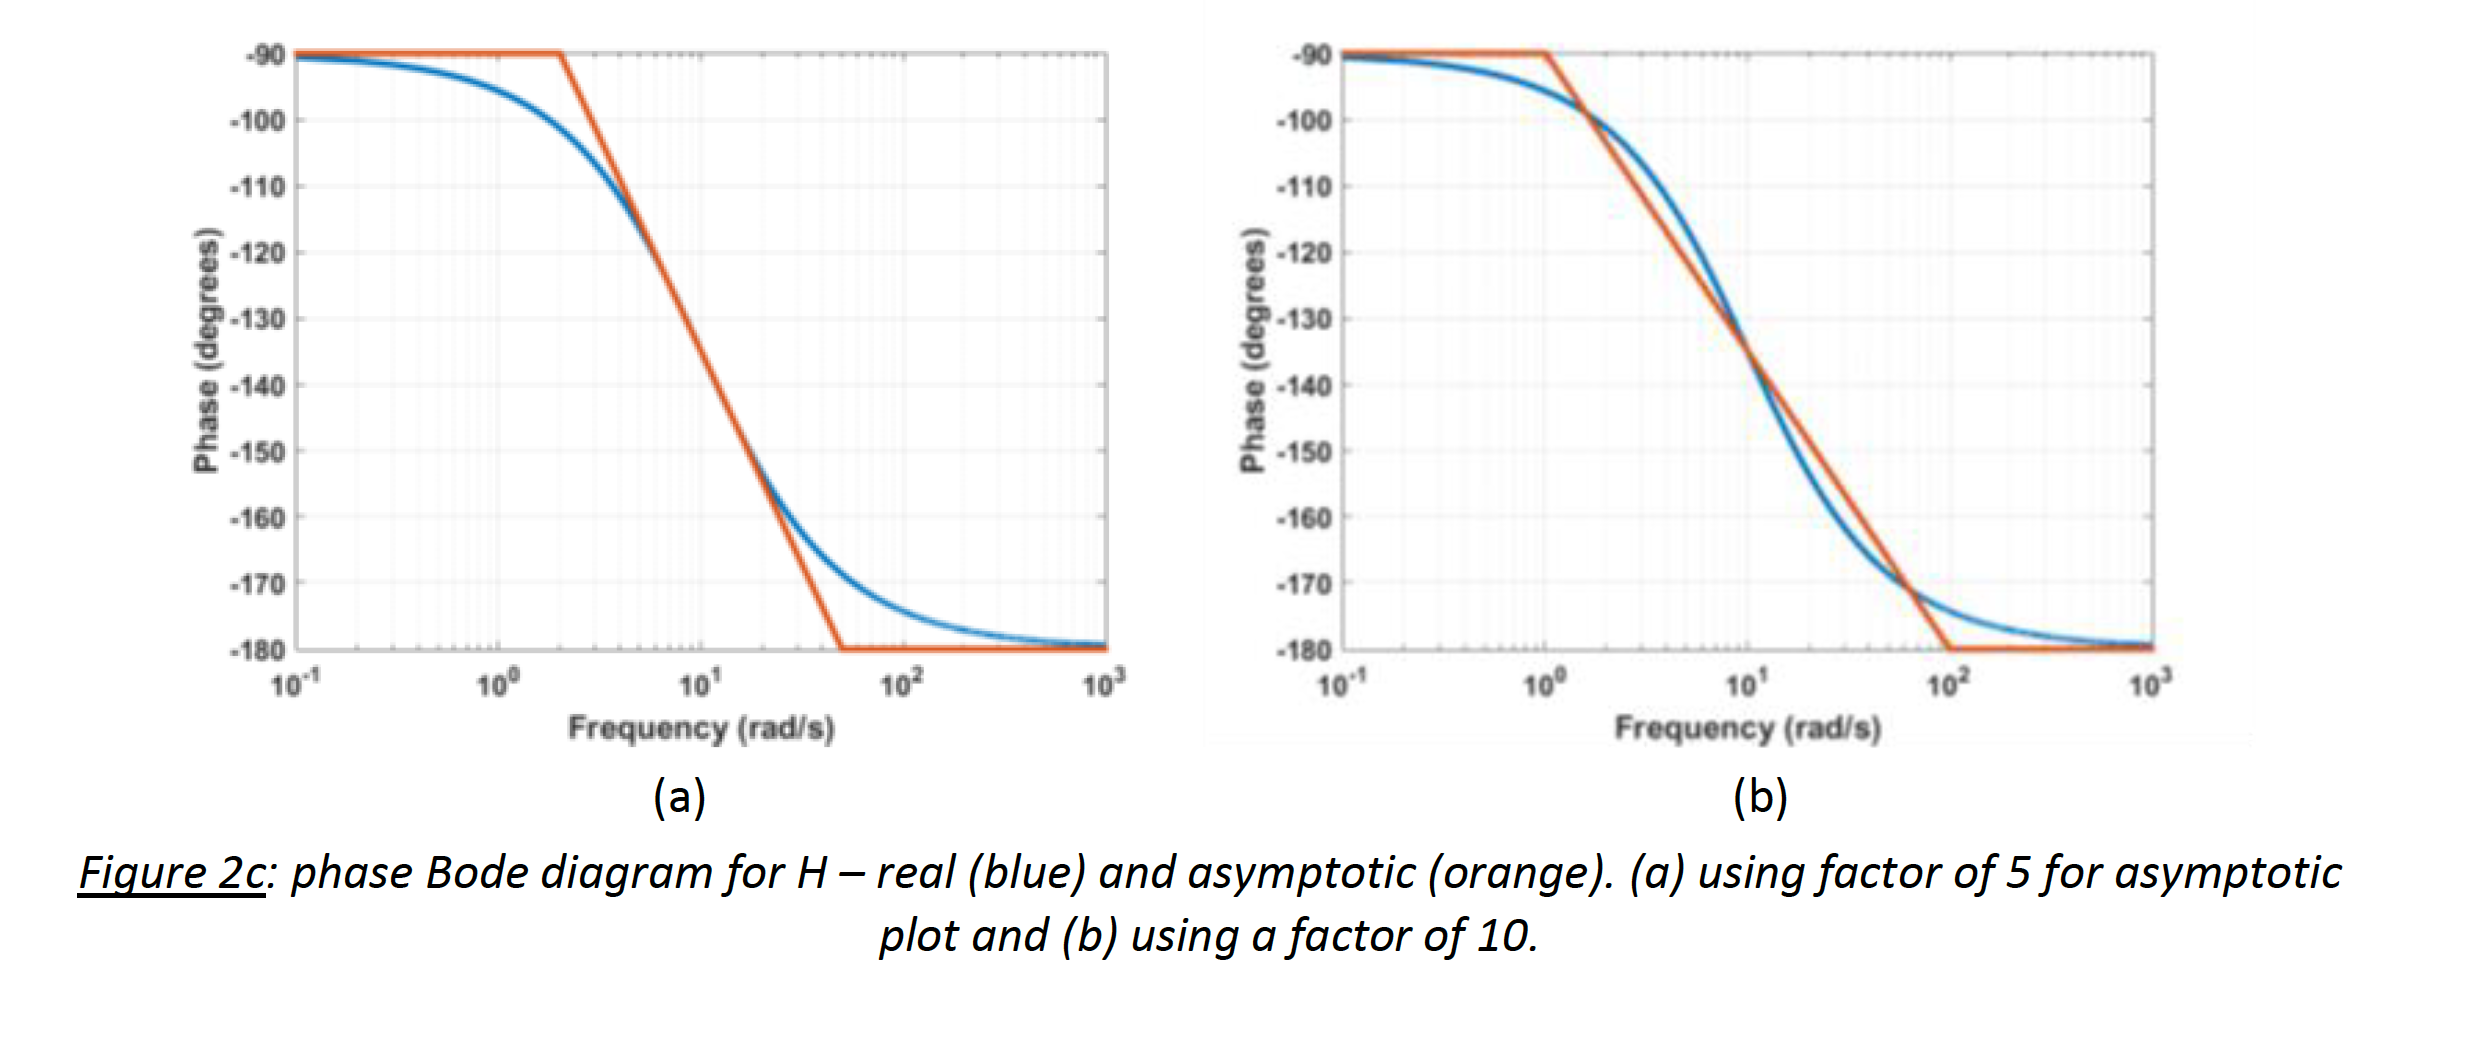 -90
-100
-110
-120
-130
-140
-150
-160
-170
-180
Phase (degrees)
10⁻¹ 10⁰ 10¹ 10² 10³
Frequency (rad/s)
(a)
-90
-100
-110
-120
-130
-140
-150
-160
-170
-180
Phase (degrees)
10⁻¹ 10⁰ 10¹ 10² 10³
Frequency (rad/s)
(b)
Figure 2c: phase Bode diagram for H – real (blue) and asymptotic (orange). (a) using factor of 5 for asymptotic
plot and (b) using a factor of 10.